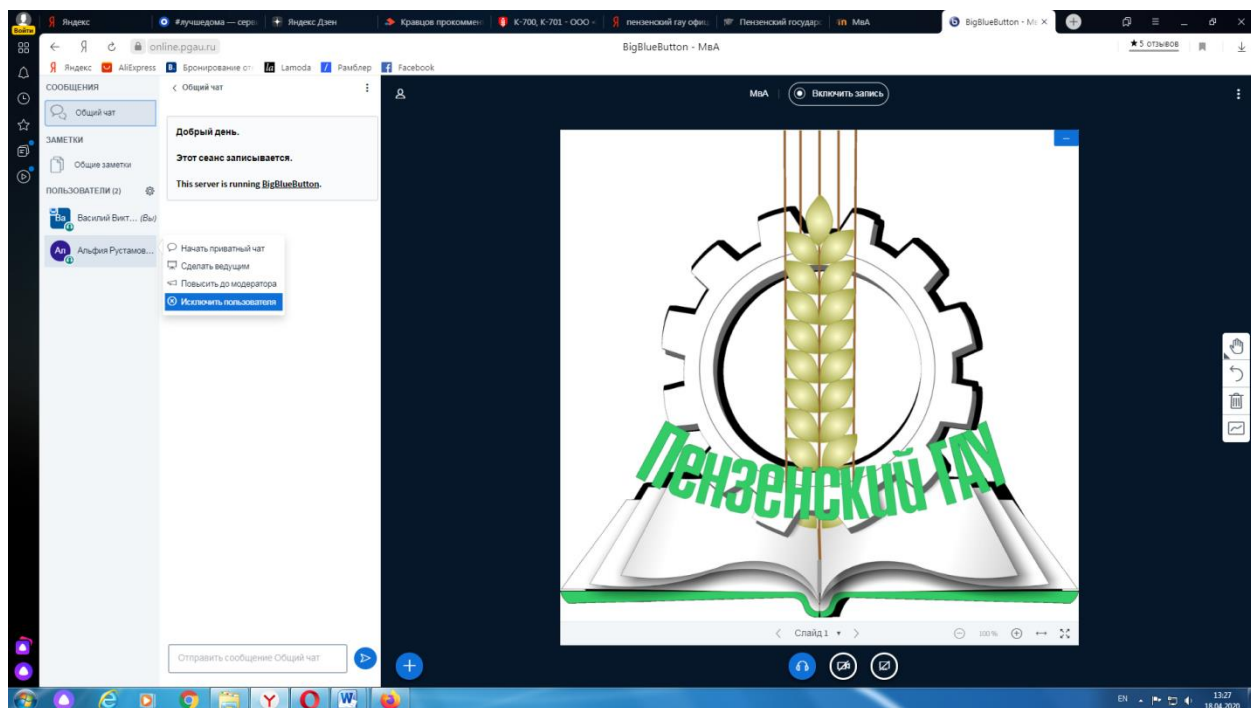 Войти
Яндекс
#лучшедома — серв
Яндекс Дзен
Кравцов прокоммен
К-700, К-701 - ООО «
пензенский гау офиц
Пензенский государс
МвА
BigBlueButton - Мв
online.pgau.ru
BigBlueButton - МвА
5 отзывов
Яндекс
AliExpress
Бронирование от
Lamoda
Рамблер
Facebook
СООБЩЕНИЯ
Общий чат
ЗАМЕТКИ
Общие заметки
ПОЛЬЗОВАТЕЛИ (2)
Ва
Василий Викт... (Вы)
Ал
Альфия Рустамов...
Общий чат
Добрый день.
Этот сеанс записывается.
This server is running BigBlueButton.
Начать приватный чат
Сделать ведущим
Повысить до модератора
Исключить пользователя
Отправить сообщение Общий чат
МвА
Включить запись
Пензенский ГАУ
Слайд 1
100%
EN
13:27
18.04.2020